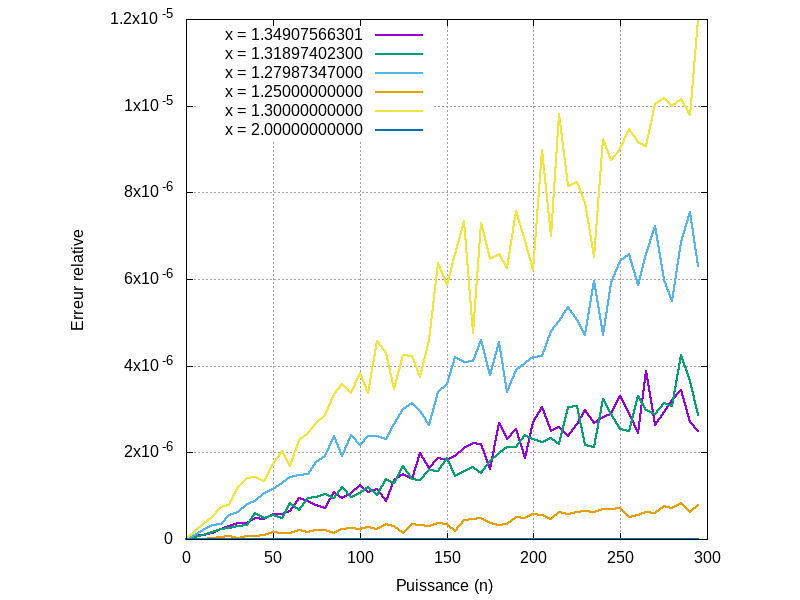 1.2x10 -5
1x10 -5
8x10 -6
6x10 -6
4x10 -6
2x10 -6
0
Erreur relative
x = 1.34907566301
x = 1.31897402300
x = 1.27987347000
x = 1.25000000000
x = 1.30000000000
x = 2.00000000000
0 50 100 150 200 250 300
Puissance (n)